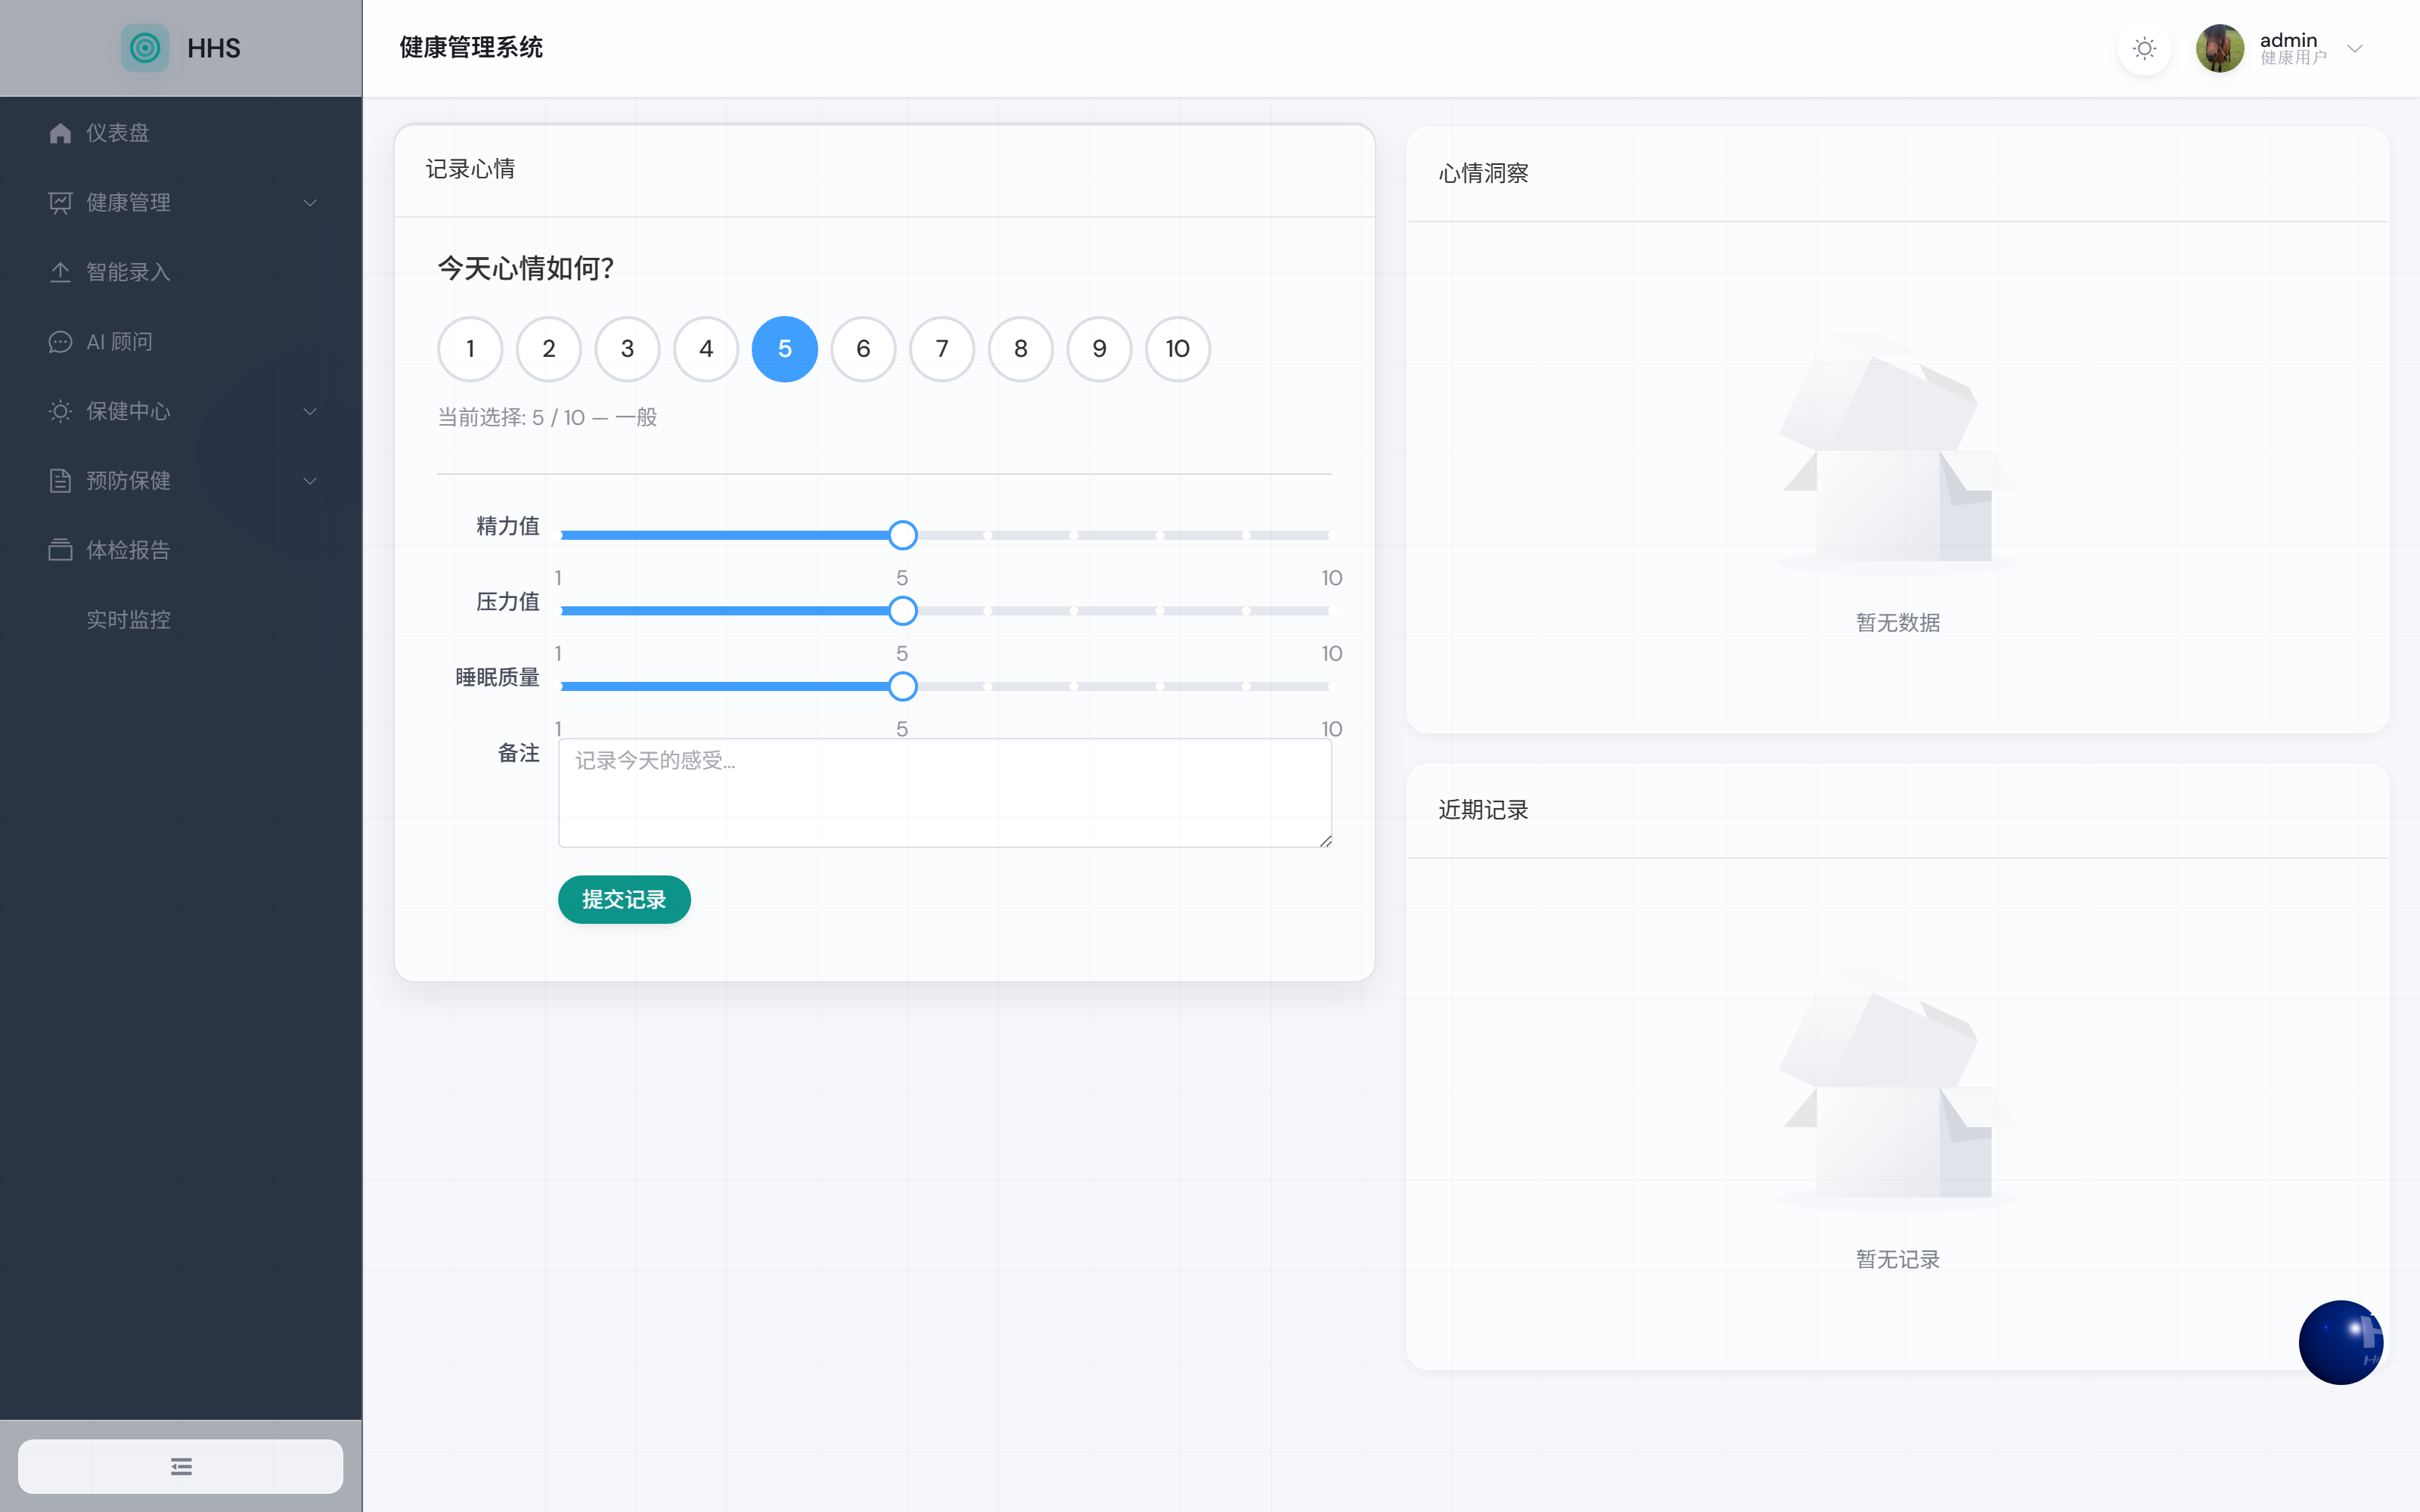 HHS
仪表盘
健康管理
智能录入
AI 顾问
保健中心
预防保健
体检报告
实时监控
健康管理系统
admin
健康用户
记录心情
今天心情如何?
1 2 3 4 5 6 7 8 9 10
当前选择: 5 / 10 — 一般
精力值
1 5 10
压力值
1 5 10
睡眠质量
1 5 10
备注
记录今天的感受...
提交记录
心情洞察
暂无数据
近期记录
暂无记录